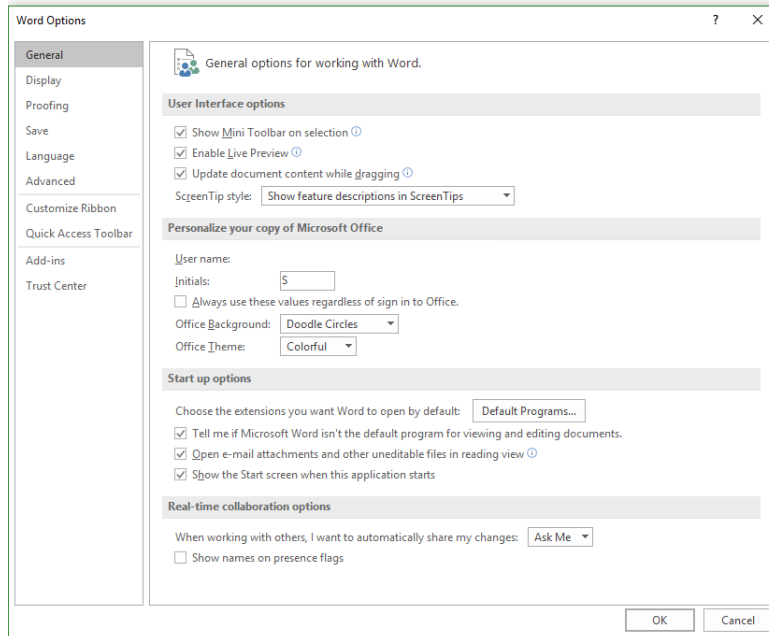 Word Options
General
Display
Proofing
Save
Language
Advanced
Customize Ribbon
Quick Access Toolbar
Add-ins
Trust Center
General options for working with Word.
User Interface options
Show Mini Toolbar on selection
Enable Live Preview
Update document content while dragging
ScreenTip style: Show feature descriptions in ScreenTips
Personalize your copy of Microsoft Office
User name:
Initials: S
Always use these values regardless of sign in to Office.
Office Background: Doodle Circles
Office Theme: Colorful
Start up options
Choose the extensions you want Word to open by default: Default Programs...
Tell me if Microsoft Word isn't the default program for viewing and editing documents.
Open e-mail attachments and other uneditable files in reading view
Show the Start screen when this application starts
Real-time collaboration options
When working with others, I want to automatically share my changes: Ask Me
Show names on presence flags
OK Cancel